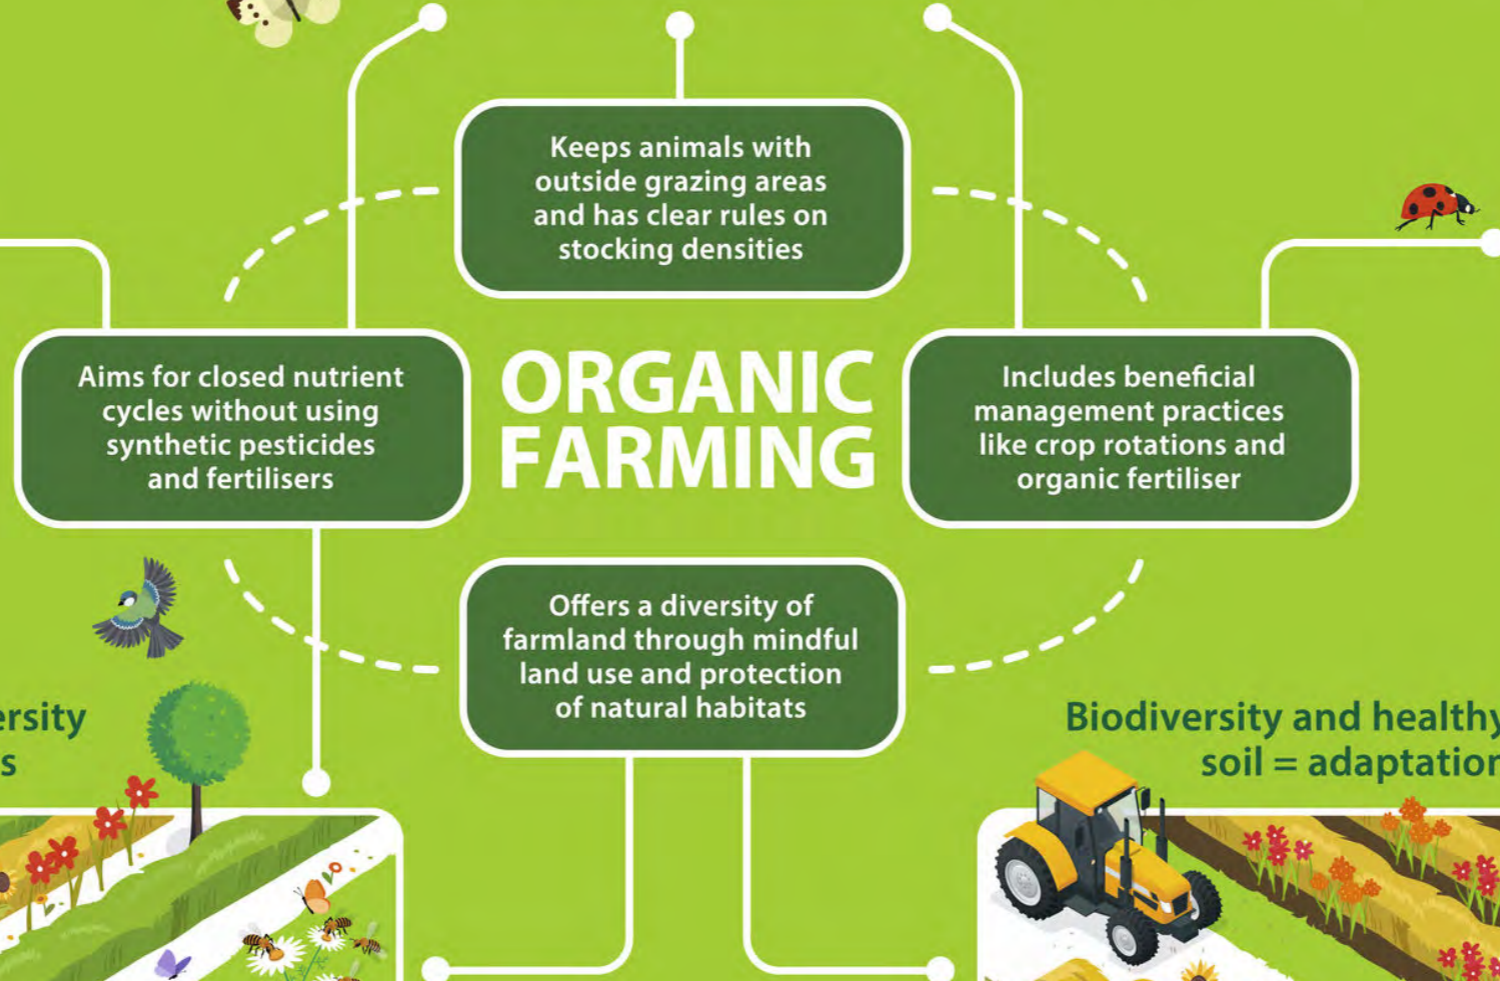 Keeps animals with
outside grazing areas
and has clear rules on
stocking densities
Aims for closed nutrient
cycles without using
synthetic pesticides
and fertilisers
ORGANIC
FARMING
Includes beneficial
management practices
like crop rotations and
organic fertiliser
Offers a diversity of
farmland through mindful
land use and protection
of natural habitats
Biodiversity and healthy
soil = adaptation